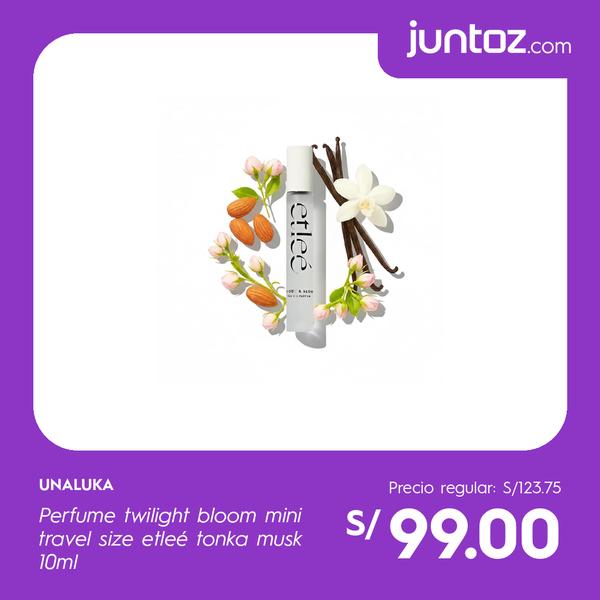 juntoz.com
etleé
UNALUKA
Perfume twilight bloom mini
travel size etleé tonka musk
10ml
Precio regular: S/123.75
S/99.00